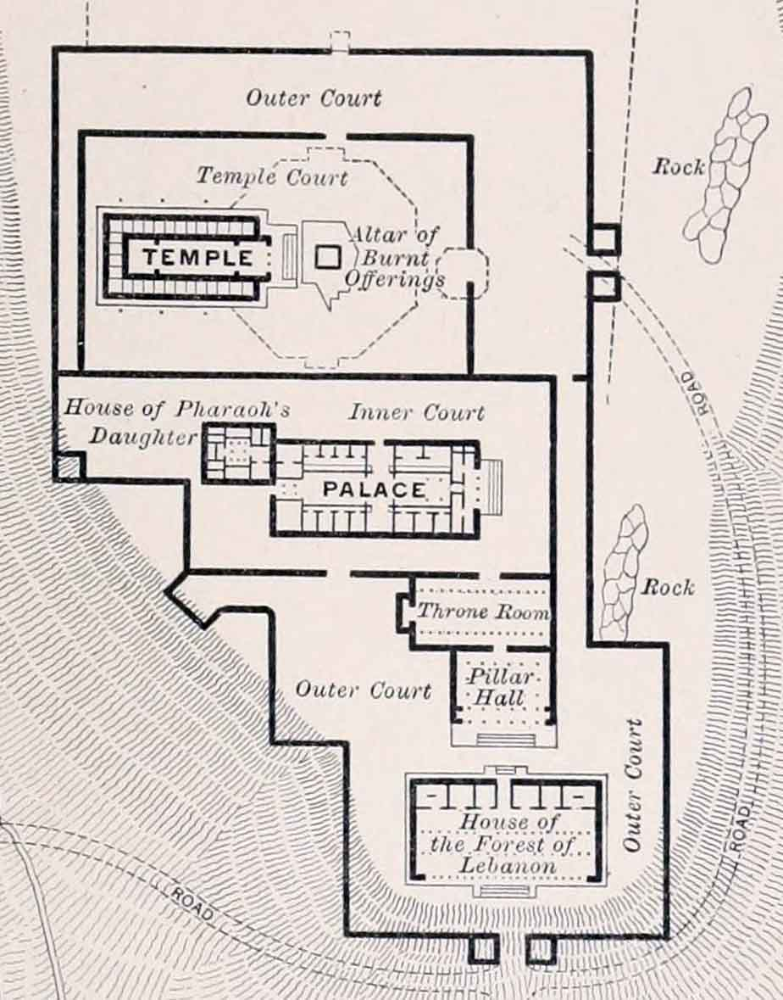 Outer Court
Rock
Temple Court
Altar of
Burnt
Offerings
TEMPLE
ROAD
House of Pharaoh's
Daughter
Inner Court
PALACE
Rock
Throne Room
Pillar
Hall
Outer Court
Outer Court
House of
the Forest of
Lebanon
ROAD
ROAD